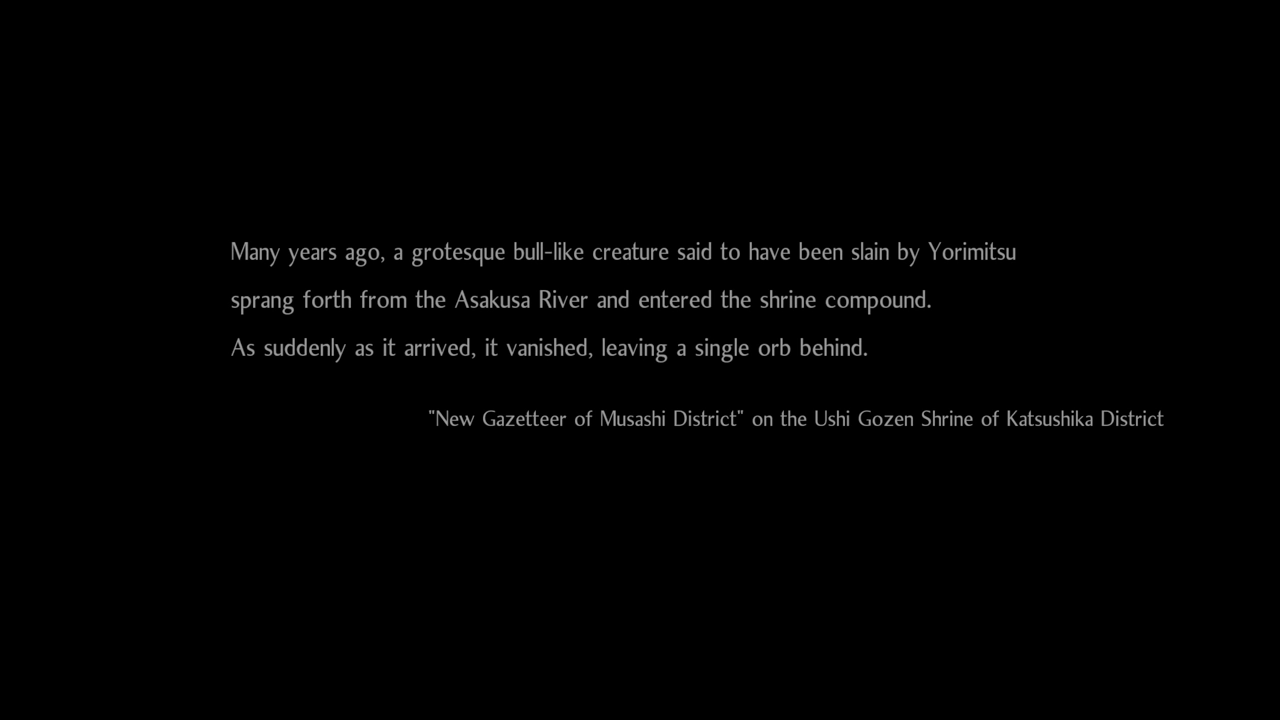 Many years ago, a grotesque bull-like creature said to have been slain by Yorimitsu
sprang forth from the Asakusa River and entered the shrine compound.
As suddenly as it arrived, it vanished, leaving a single orb behind.
"New Gazetteer of Musashi District" on the Ushi Gozen Shrine of Katsushika District